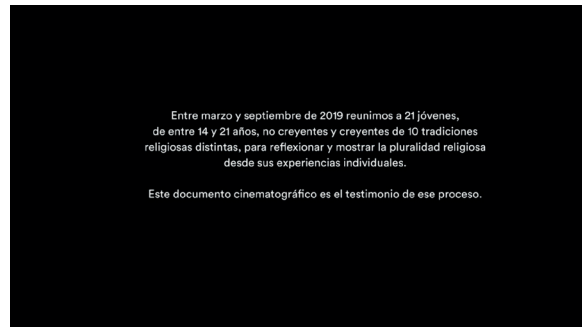 Entre marzo y septiembre de 2019 reunimos a 21 jóvenes,
de entre 14 y 21 años, no creyentes y creyentes de 10 tradiciones
religiosas distintas, para reflexionar y mostrar la pluralidad religiosa
desde sus experiencias individuales.
Este documento cinematográfico es el testimonio de ese proceso.